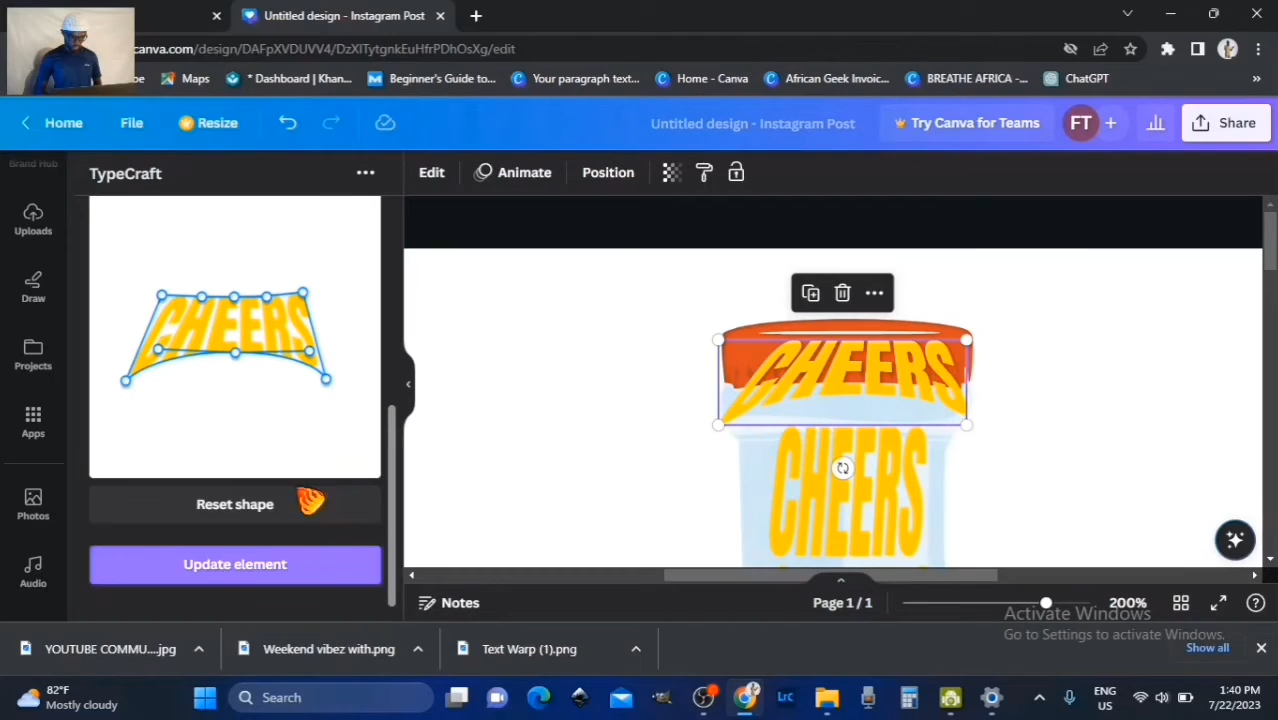 Untitled design - Instagram Post
canva.com/design/DAFpXVDUVV4/DzXlTytgnkEuHfrPDhOsXg/edit
Maps
* Dashboard | Khan...
Beginner's Guide to...
Your paragraph text...
Home - Canva
African Geek Invoic...
BREATHE AFRICA -...
ChatGPT
»
Home
File
Resize
Untitled design - Instagram Post
Try Canva for Teams
FT
+
Share
Brand Hub
Uploads
Draw
Projects
Apps
Photos
Audio
TypeCraft
CHEERS
Reset shape
Update element
Edit
Animate
Position
CHEERS
CHEERS
Notes
Page 1 / 1
200%
Activate Windows
Go to Settings to activate Windows.
YOUTUBE COMMU....jpg
Weekend vibez with.png
Text Warp (1).png
Show all
82°F
Mostly cloudy
Search
Lrc
ENG
US
1:40 PM
7/22/2023